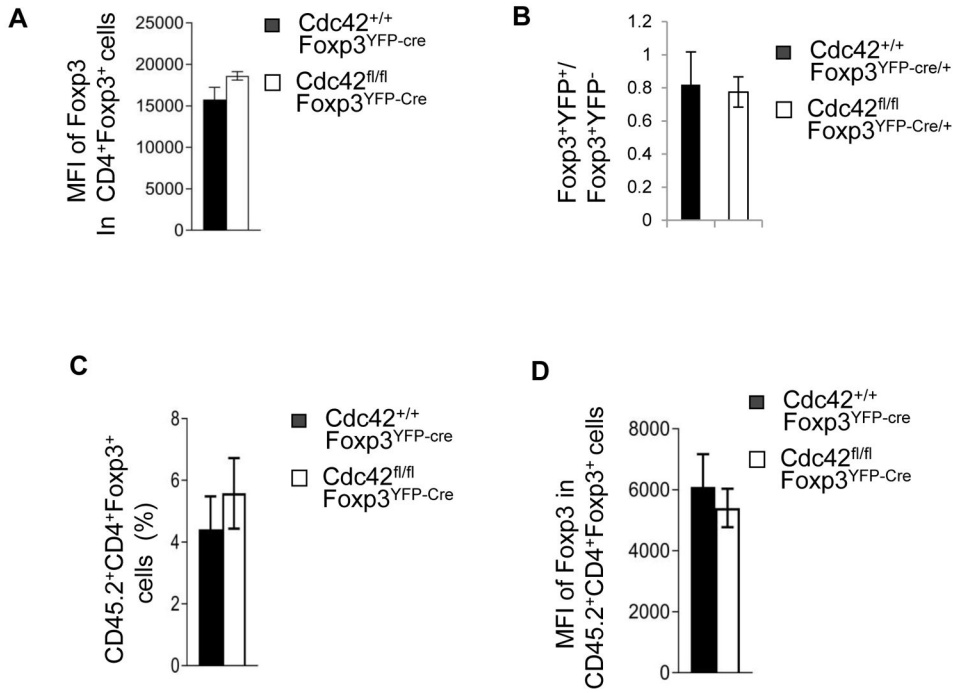 A
MFI of Foxp3
In CD4⁺Foxp3⁺ cells
25000
20000
15000
10000
5000
0
Cdc42⁺/⁺
Foxp3ʸᶠᴾ⁻ᶜʳᵉ
Cdc42ᶠˡ/ᶠˡ
Foxp3ʸᶠᴾ⁻ᶜʳᵉ
B
Foxp3⁺YFP⁺/
Foxp3⁺YFP⁻
1.2
1
0.8
0.6
0.4
0.2
0
Cdc42+/+
Foxp3YFP-cre/+
Cdc42fl/fl
Foxp3YFP-Cre/+
C
CD45.2⁺CD4⁺Foxp3⁺
cells (%)
8
6
4
2
0
Cdc42+/+
Foxp3YFP-cre
Cdc42fl/fl
Foxp3YFP-Cre
D
MFI of Foxp3 in
CD45.2⁺CD4⁺Foxp3⁺ cells
8000
6000
4000
2000
0
Cdc42+/+
Foxp3YFP-cre
Cdc42fl/fl
Foxp3YFP-Cre